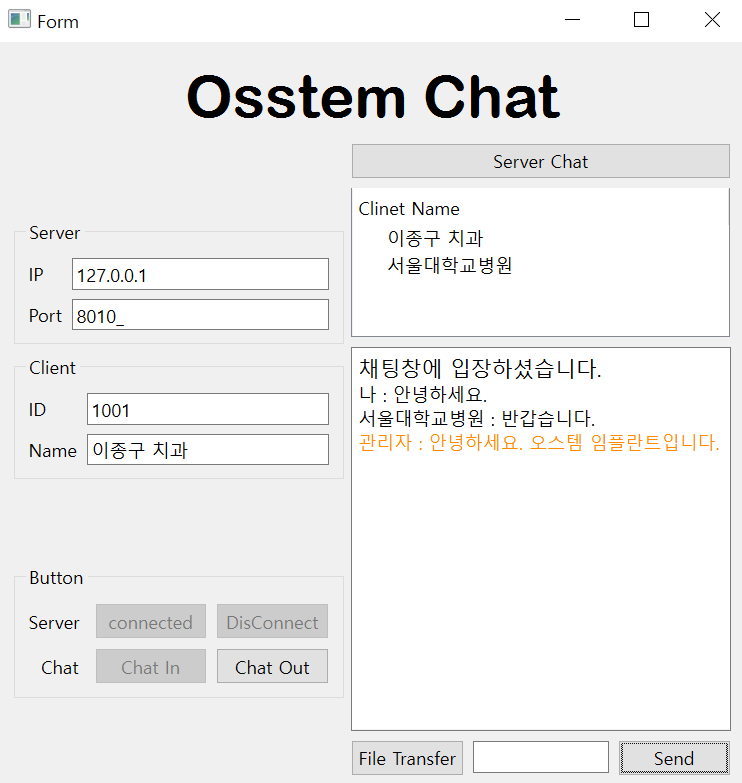 Form
Osstem Chat
Server Chat
Clinet Name
이종구 치과
서울대학교병원
Server
IP 127.0.0.1
Port 8010_
Client
ID 1001
Name 이종구 치과
채팅창에 입장하셨습니다.
나 : 안녕하세요.
서울대학교병원 : 반갑습니다.
관리자 : 안녕하세요. 오스템 임플란트입니다.
Button
Server connected DisConnect
Chat Chat In Chat Out
File Transfer Send